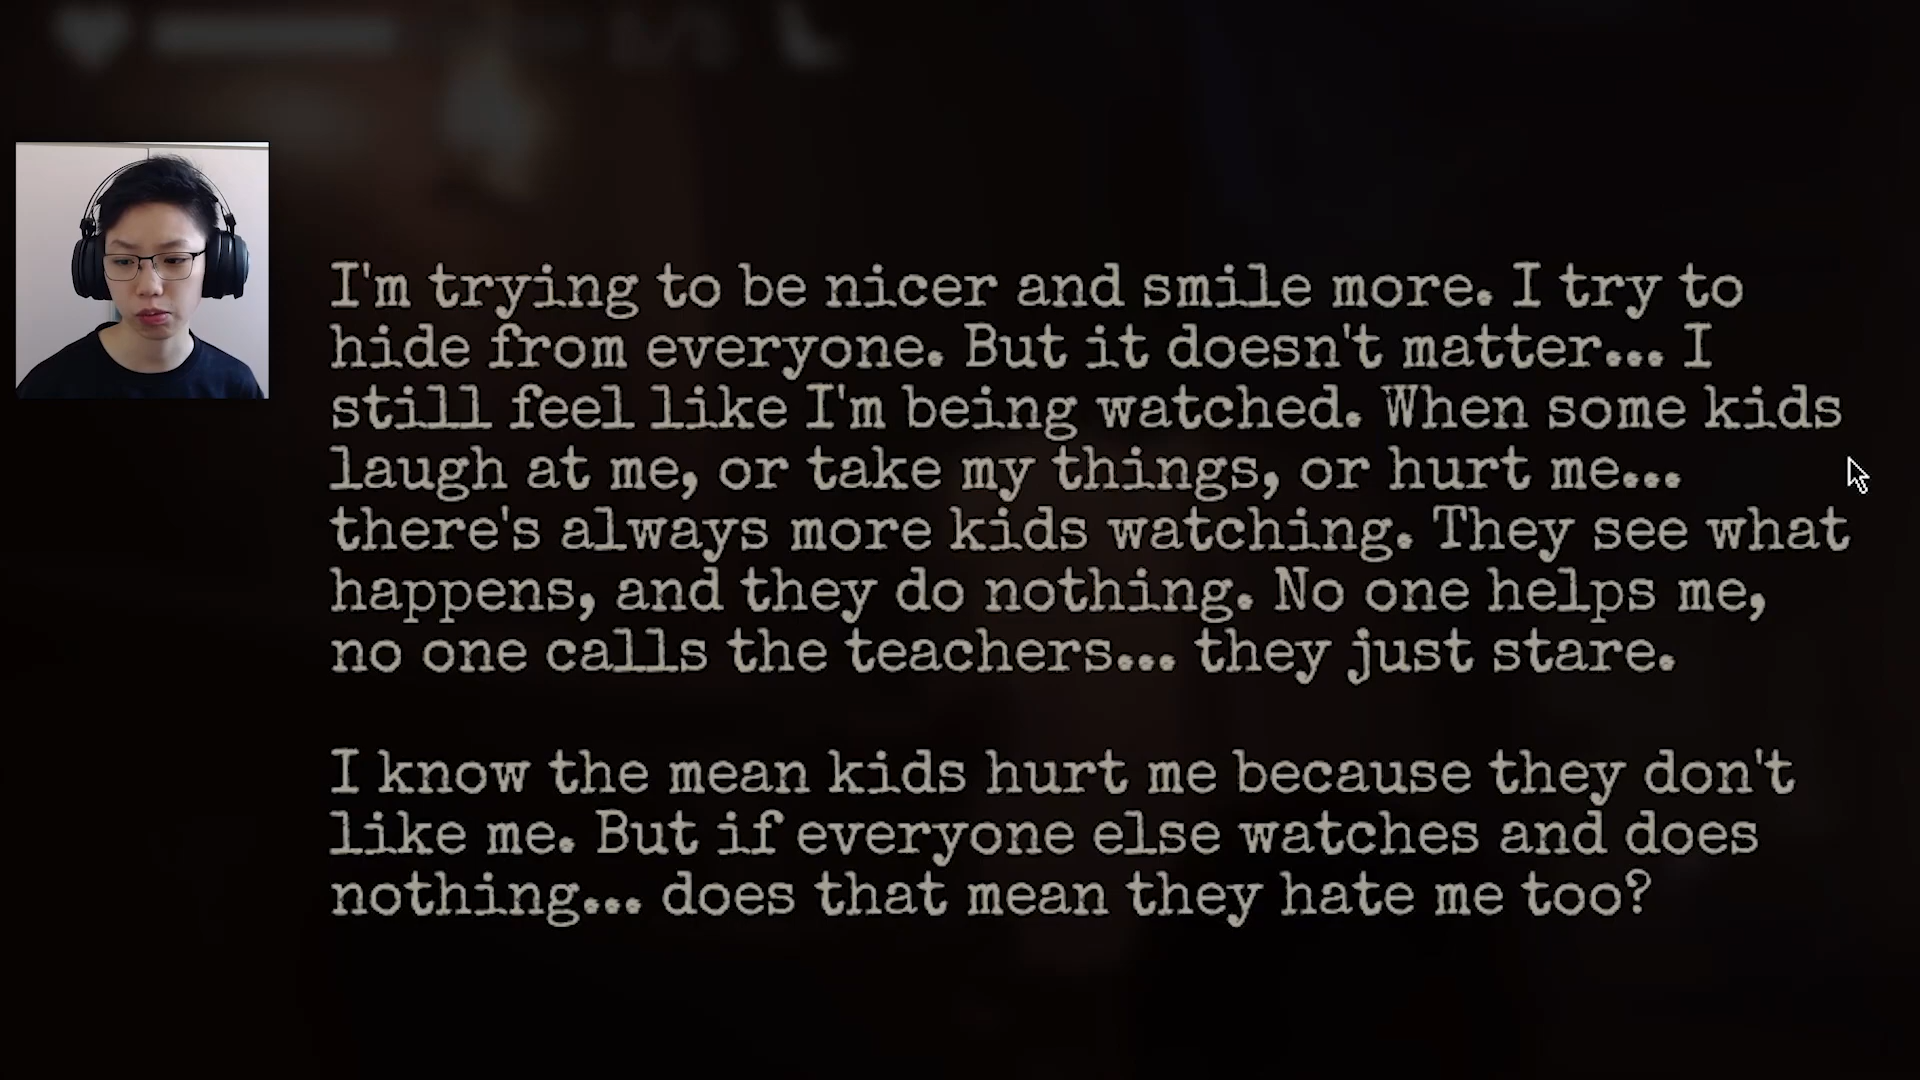 I'm trying to be nicer and smile more. I try to
hide from everyone. But it doesn't matter... I
still feel like I'm being watched. When some kids
laugh at me, or take my things, or hurt me...
there's always more kids watching. They see what
happens, and they do nothing. No one helps me,
no one calls the teachers... they just stare.
I know the mean kids hurt me because they don't
like me. But if everyone else watches and does
nothing... does that mean they hate me too?